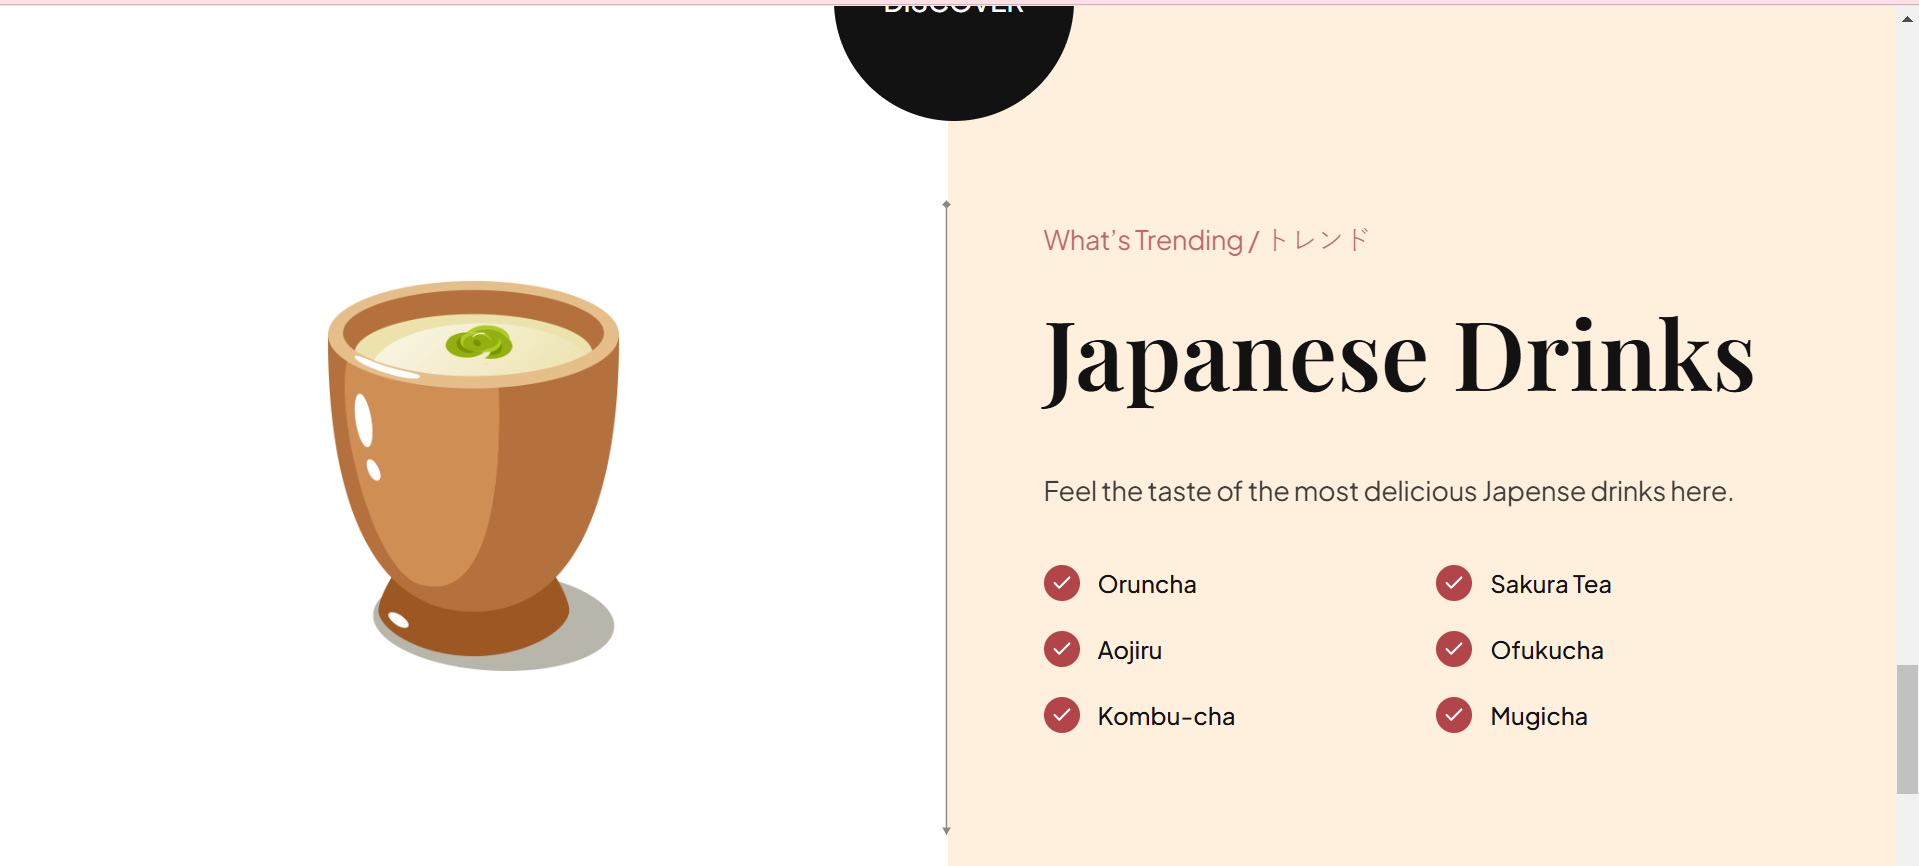 DISCOVER
What’s Trending / トレンド
Japanese Drinks
Feel the taste of the most delicious Japense drinks here.
Oruncha
Sakura Tea
Aojiru
Ofukucha
Kombu-cha
Mugicha